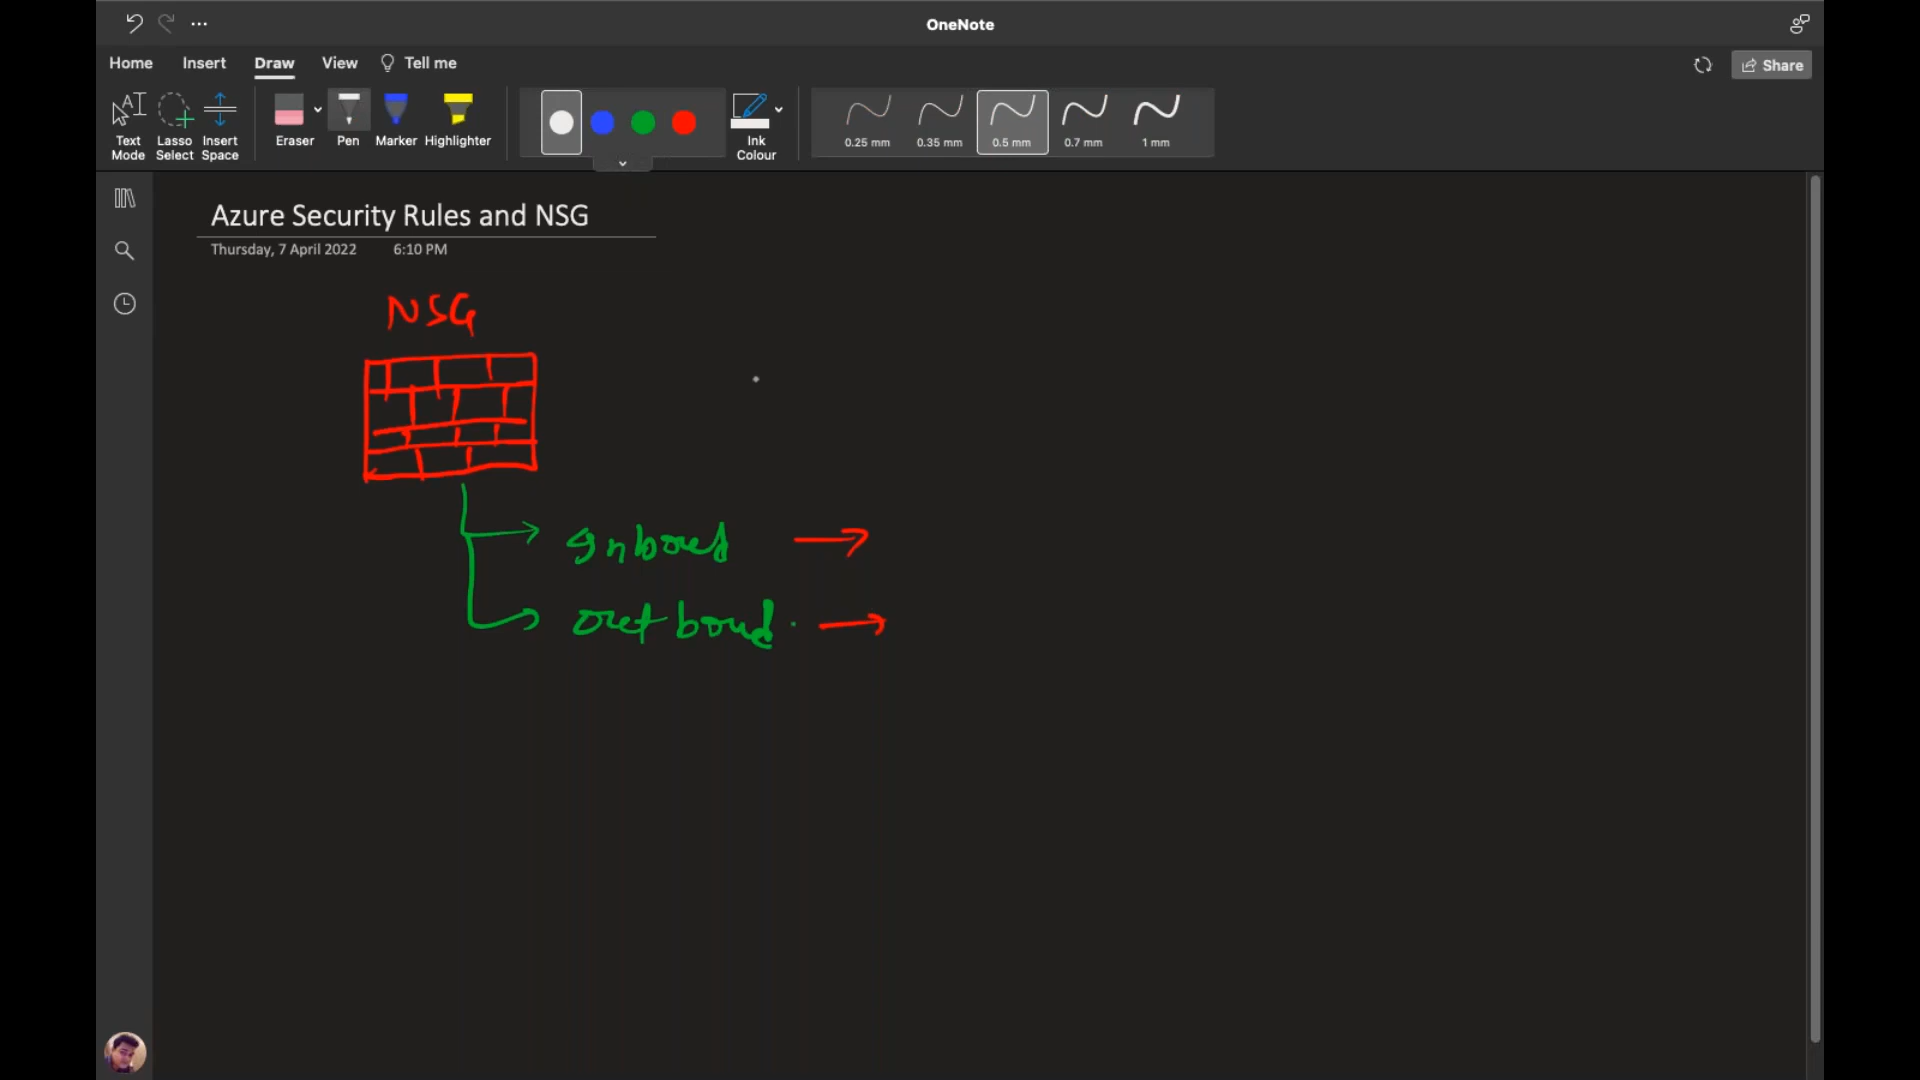 OneNote
Home Insert Draw View Tell me
Share
Text Mode
Lasso Select
Insert Space
Eraser
Pen
Marker
Highlighter
Ink Colour
0.25 mm
0.35 mm
0.5 mm
0.7 mm
1 mm
Azure Security Rules and NSG
Thursday, 7 April 2022 6:10 PM
NSG
Inboud
outboud